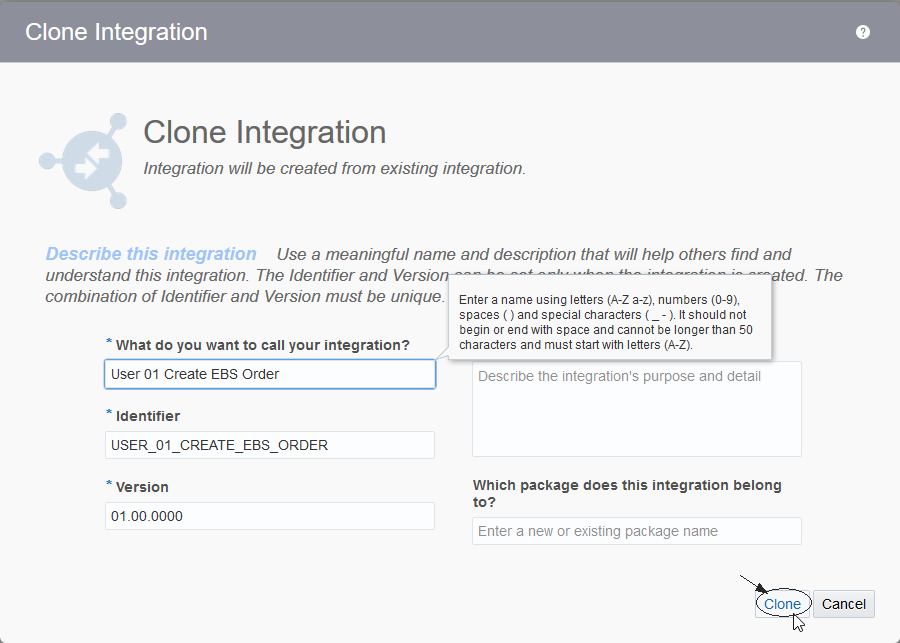 Clone Integration
?
Clone Integration
Integration will be created from existing integration.
Describe this integration Use a meaningful name and description that will help others find and
understand this integration. The Identifier and Version can be set only when the integration is created. The
combination of Identifier and Version must be unique.
Enter a name using letters (A-Z a-z), numbers (0-9),
spaces ( ) and special characters ( _ - ). It should not
begin or end with space and cannot be longer than 50
characters and must start with letters (A-Z).
* What do you want to call your integration?
User 01 Create EBS Order
Describe the integration's purpose and detail
* Identifier
USER_01_CREATE_EBS_ORDER
* Version
01.00.0000
Which package does this integration belong
to?
Enter a new or existing package name
Clone
Cancel